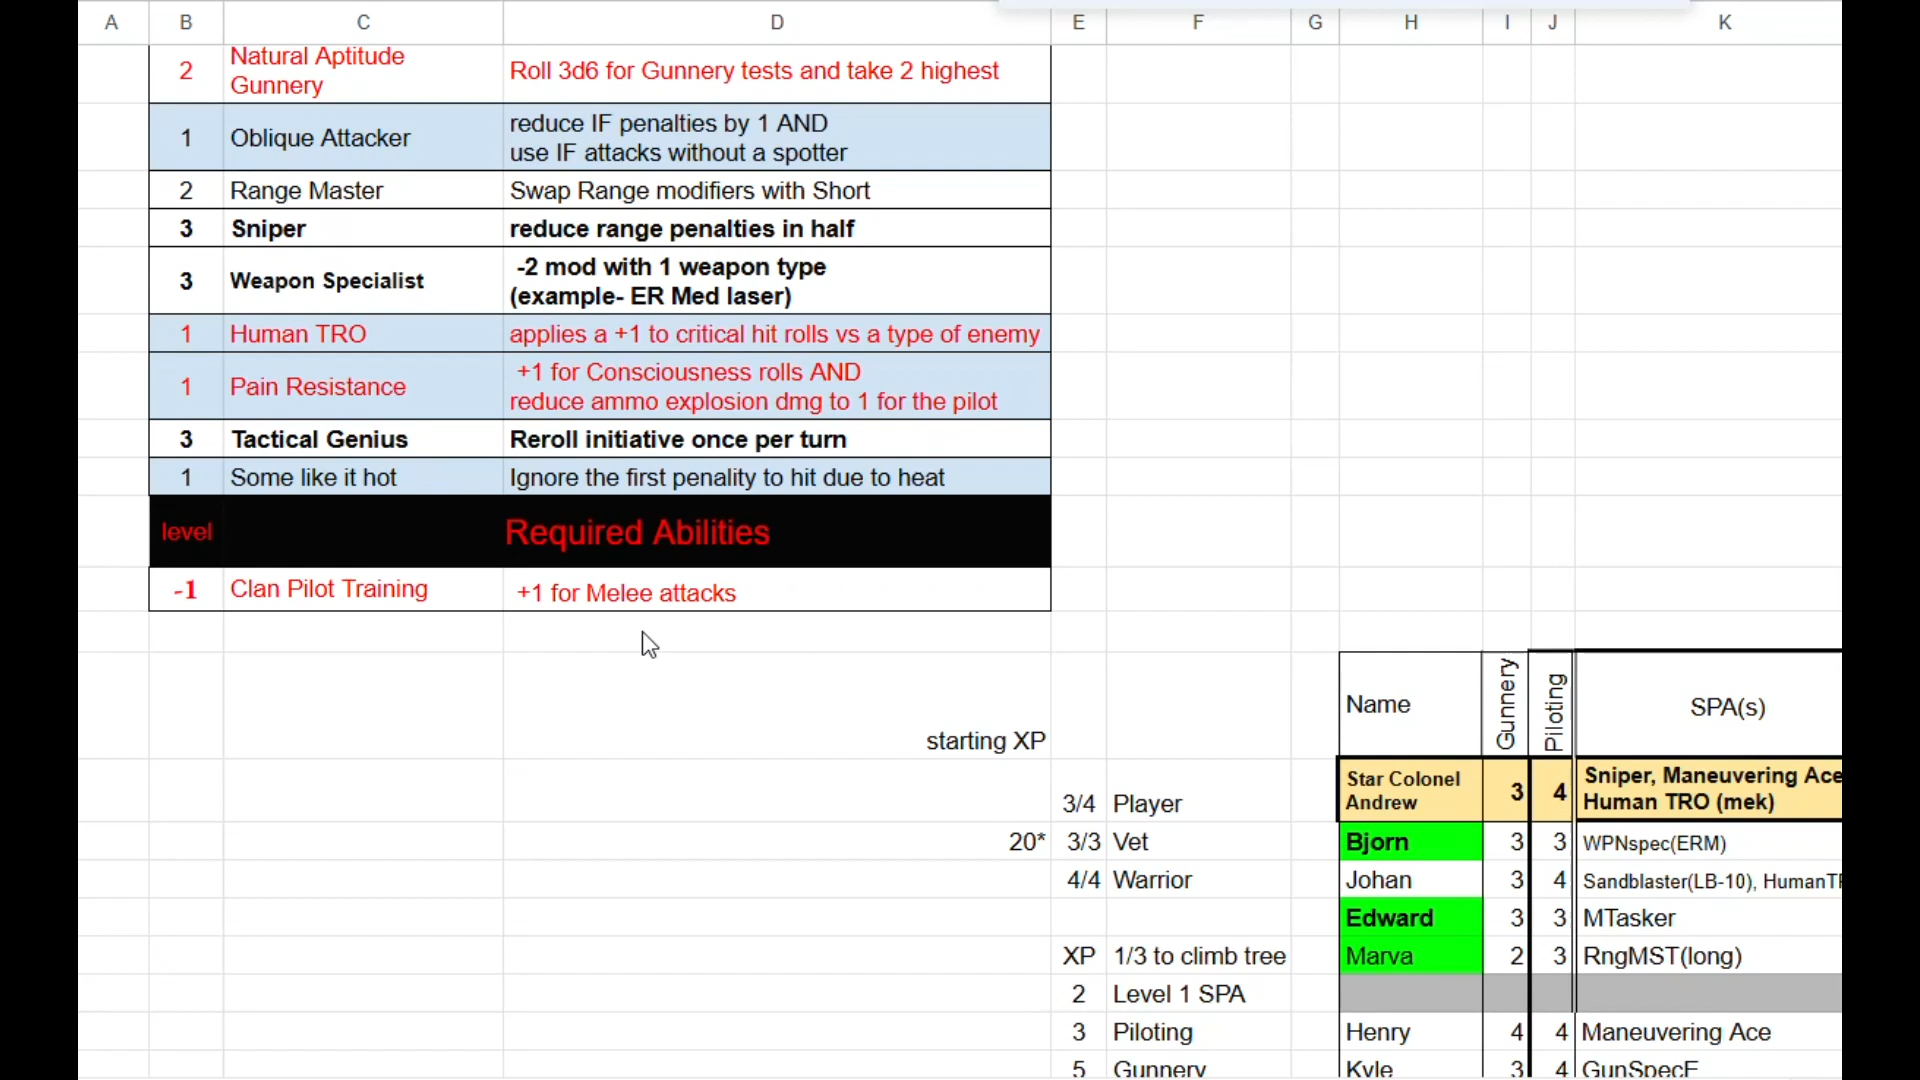 A B C D E F G H I J K
2 Natural Aptitude Gunnery Roll 3d6 for Gunnery tests and take 2 highest
1 Oblique Attacker reduce IF penalties by 1 AND
use IF attacks without a spotter
2 Range Master Swap Range modifiers with Short
3 Sniper reduce range penalties in half
3 Weapon Specialist -2 mod with 1 weapon type
(example- ER Med laser)
1 Human TRO applies a +1 to critical hit rolls vs a type of enemy
1 Pain Resistance +1 for Consciousness rolls AND
reduce ammo explosion dmg to 1 for the pilot
3 Tactical Genius Reroll initiative once per turn
1 Some like it hot Ignore the first penality to hit due to heat
level Required Abilities
-1 Clan Pilot Training +1 for Melee attacks
starting XP
3/4 Player
20* 3/3 Vet
4/4 Warrior
XP 1/3 to climb tree
2 Level 1 SPA
3 Piloting
5 Gunnery
Name Gunnery Piloting SPA(s)
Star Colonel Andrew 3 4 Sniper, Maneuvering Ace
Human TRO (mek)
Bjorn 3 3 WPNspec(ERM)
Johan 3 4 Sandblaster(LB-10), HumanTR
Edward 3 3 MTasker
Marva 2 3 RngMST(long)
Henry 4 4 Maneuvering Ace
Kyle 3 4 GunSpecE